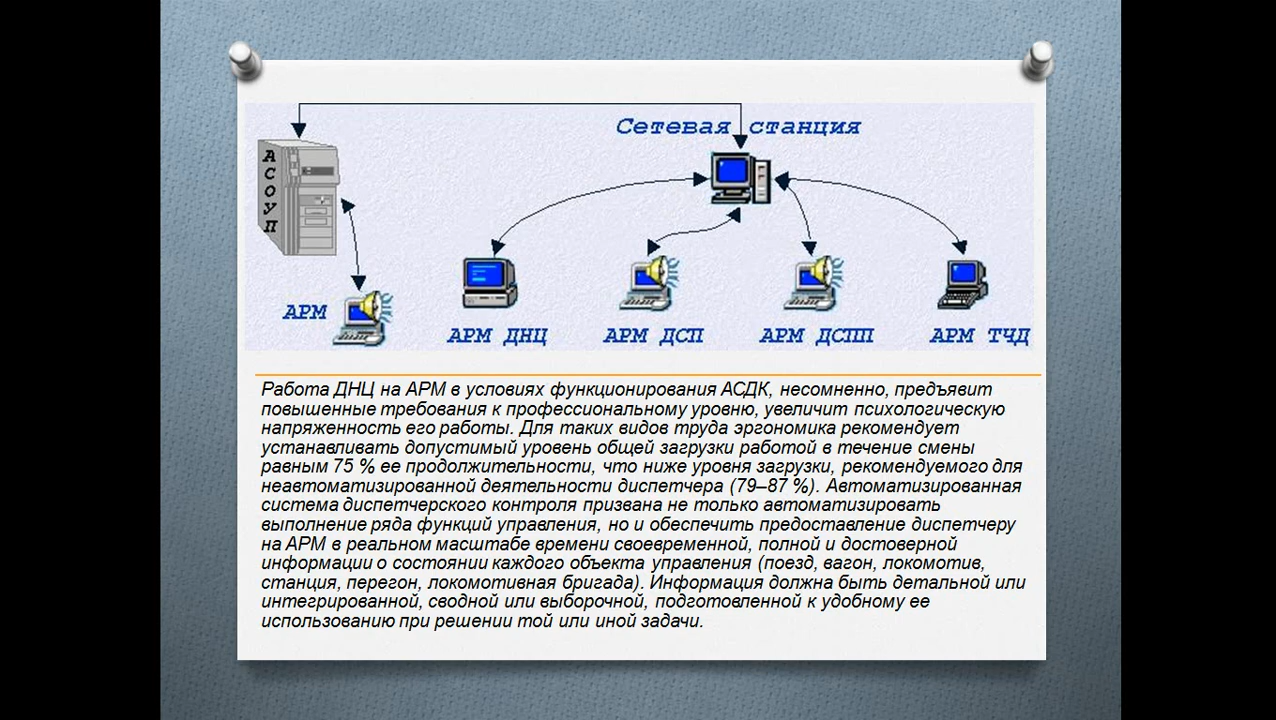 Сетевая станция
АСОУП
АРМ
АРМ ДНЦ
АРМ ДСП
АРМ ДСПП
АРМ ТЧД
Работа ДНЦ на АРМ в условиях функционирования АСДК, несомненно, предъявит
повышенные требования к профессиональному уровню, увеличит психологическую
напряженность его работы. Для таких видов труда эргономика рекомендует
устанавливать допустимый уровень общей загрузки работой в течение смены
равным 75 % ее продолжительности, что ниже уровня загрузки, рекомендуемого для
неавтоматизированной деятельности диспетчера (79–87 %). Автоматизированная
система диспетчерского контроля призвана не только автоматизировать
выполнение ряда функций управления, но и обеспечить предоставление диспетчеру
на АРМ в реальном масштабе времени своевременной, полной и достоверной
информации о состоянии каждого объекта управления (поезд, вагон, локомотив,
станция, перегон, локомотивная бригада). Информация должна быть детальной или
интегрированной, сводной или выборочной, подготовленной к удобному ее
использованию при решении той или иной задачи.